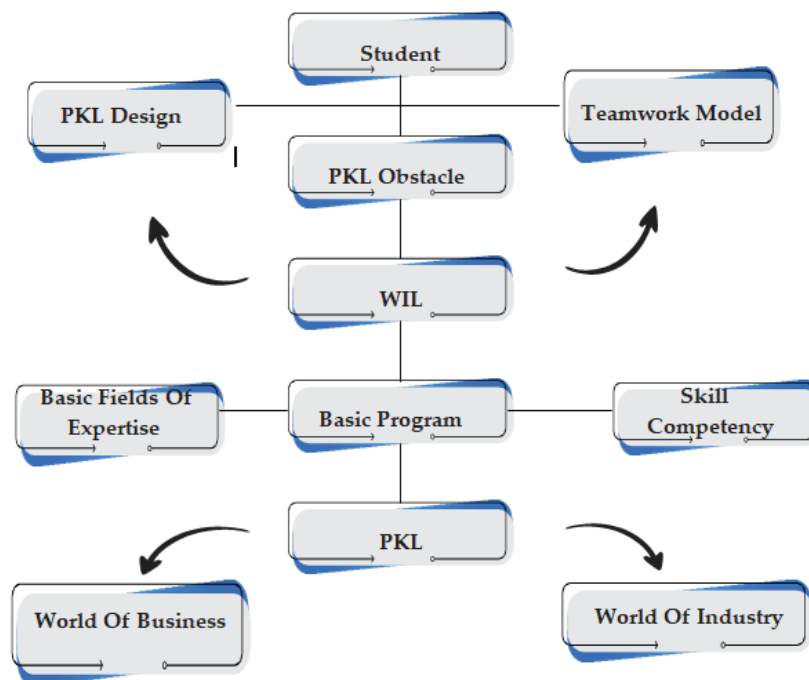 Student
PKL Design
Teamwork Model
PKL Obstacle
WIL
Basic Fields Of
Expertise
Basic Program
Skill
Competency
PKL
World Of Business
World Of Industry